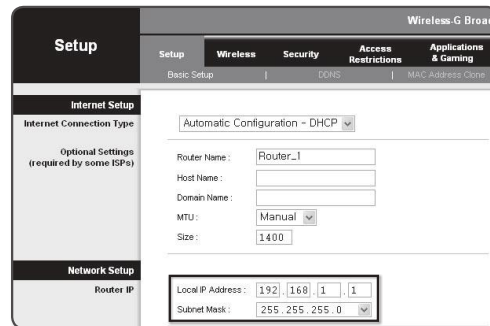 Wireless-G Broa
Setup
Setup Wireless Security Access Restrictions Applications & Gaming
Basic Setup | DDNS | MAC Address Clone
Internet Setup
Internet Connection Type Automatic Configuration - DHCP
Optional Settings
(required by some ISPs)
Router Name : Router_1
Host Name :
Domain Name :
MTU : Manual
Size : 1400
Network Setup
Router IP
Local IP Address : 192 . 168 . 1 . 1
Subnet Mask : 255.255.255.0